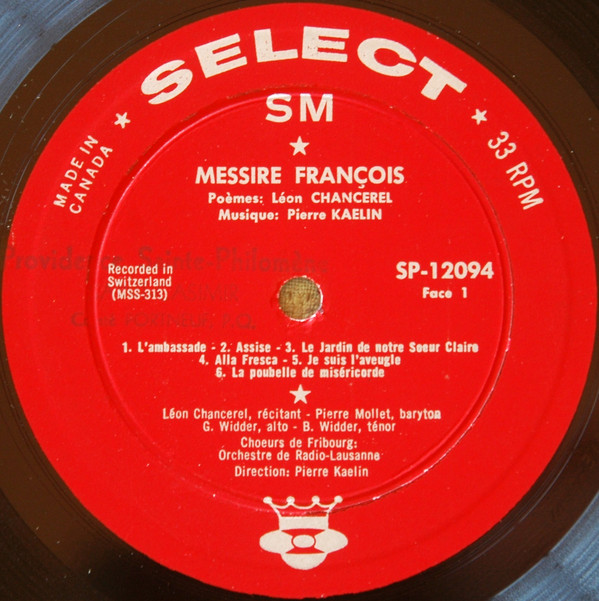 ★ SELECT ★
SM
MADE IN
CANADA
33 RPM
★
MESSIRE FRANÇOIS
Poèmes: Léon CHANCEREL
Musique: Pierre KAELIN
Providence Sainte-Philomène
Recorded in
Switzerland
(MSS-313)
SP-12094
Face 1
1. L'ambassade - 2. Assise - 3. Le Jardin de notre Soeur Claire
4. Alla Fresca - 5. Je suis l'aveugle
6. La poubelle de miséricorde
★
Léon Chancerel, récitant - Pierre Mollet, baryton
G. Widder, alto - B. Widder, ténor
Choeurs de Fribourg:
Orchestre de Radio-Lausanne
Direction: Pierre Kaelin